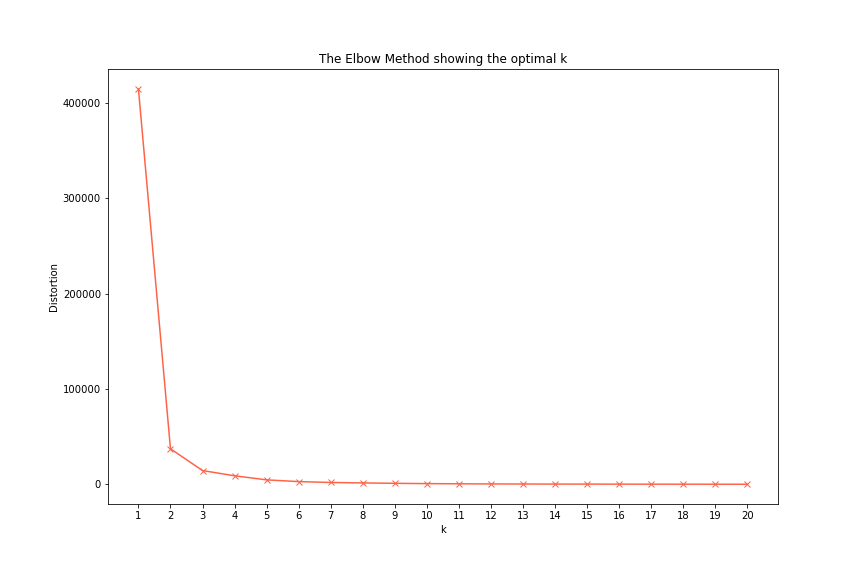 The Elbow Method showing the optimal k
400000
300000
200000
100000
0
Distortion
1 2 3 4 5 6 7 8 9 10 11 12 13 14 15 16 17 18 19 20
k